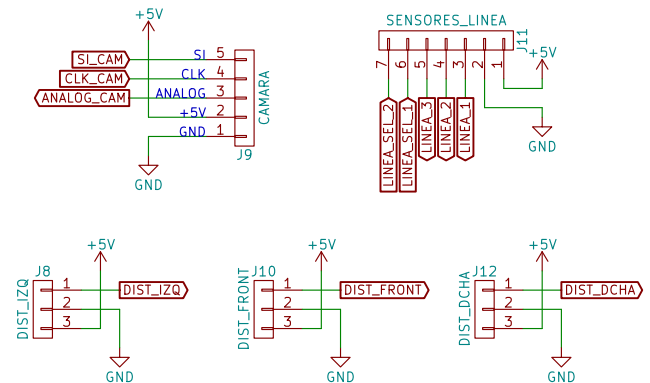 +5V
SI_CAM
SI 5
CLK_CAM
CLK 4
ANALOG_CAM
ANALOG 3
+5V 2
GND 1
CAMARA
J9
GND
SENSORES_LINEA
J11
+5V
7 6 5 4 3 2 1
LINEA_SEL_2
LINEA_SEL_1
LINEA_3
LINEA_2
LINEA_1
GND
+5V
J8
DIST_IZQ
1
2
3
DIST_IZQ
GND
+5V
J10
DIST_FRONT
1
2
3
DIST_FRONT
GND
+5V
J12
DIST_DCHA
1
2
3
DIST_DCHA
GND